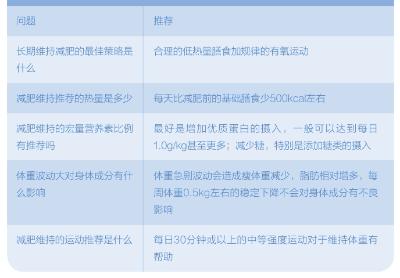 问题
推荐
长期维持减肥的最佳策略是
什么
合理的低热量膳食加规律的有氧运动
减肥维持推荐的热量是多少
每天比减肥前的基础膳食少500kcal左右
减肥维持的宏量营养素比例
有推荐吗
最好是增加优质蛋白的摄入，一般可以达到每日
1.0g/kg甚至更多；减少糖，特别是添加糖类的摄入
体重波动大对身体成分有什
么影响
体重急剧波动会造成瘦体重减少，脂肪相对增多，每
周体重0.5kg左右的稳定下降不会对身体成分有不良
影响
减肥维持的运动推荐是什么
每日30分钟或以上的中等强度运动对于维持体重有
帮助